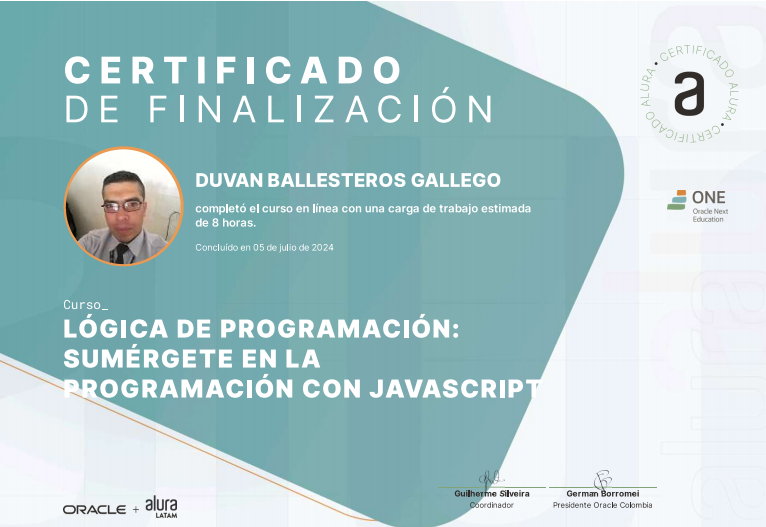 CERTIFICADO
DE FINALIZACIÓN
CERTIFICADO ALURA • CERTIFICADO ALURA •
a
DUVAN BALLESTEROS GALLEGO
completó el curso en línea con una carga de trabajo estimada
de 8 horas.
Concluido en 05 de julio de 2024
ONE
Oracle Next
Education
Curso_
LÓGICA DE PROGRAMACIÓN:
SUMÉRGETE EN LA
PROGRAMACIÓN CON JAVASCRIPT
ORACLE + alura
LATAM
Guilherme Silveira
Coordinador
German Borromei
Presidente Oracle Colombia